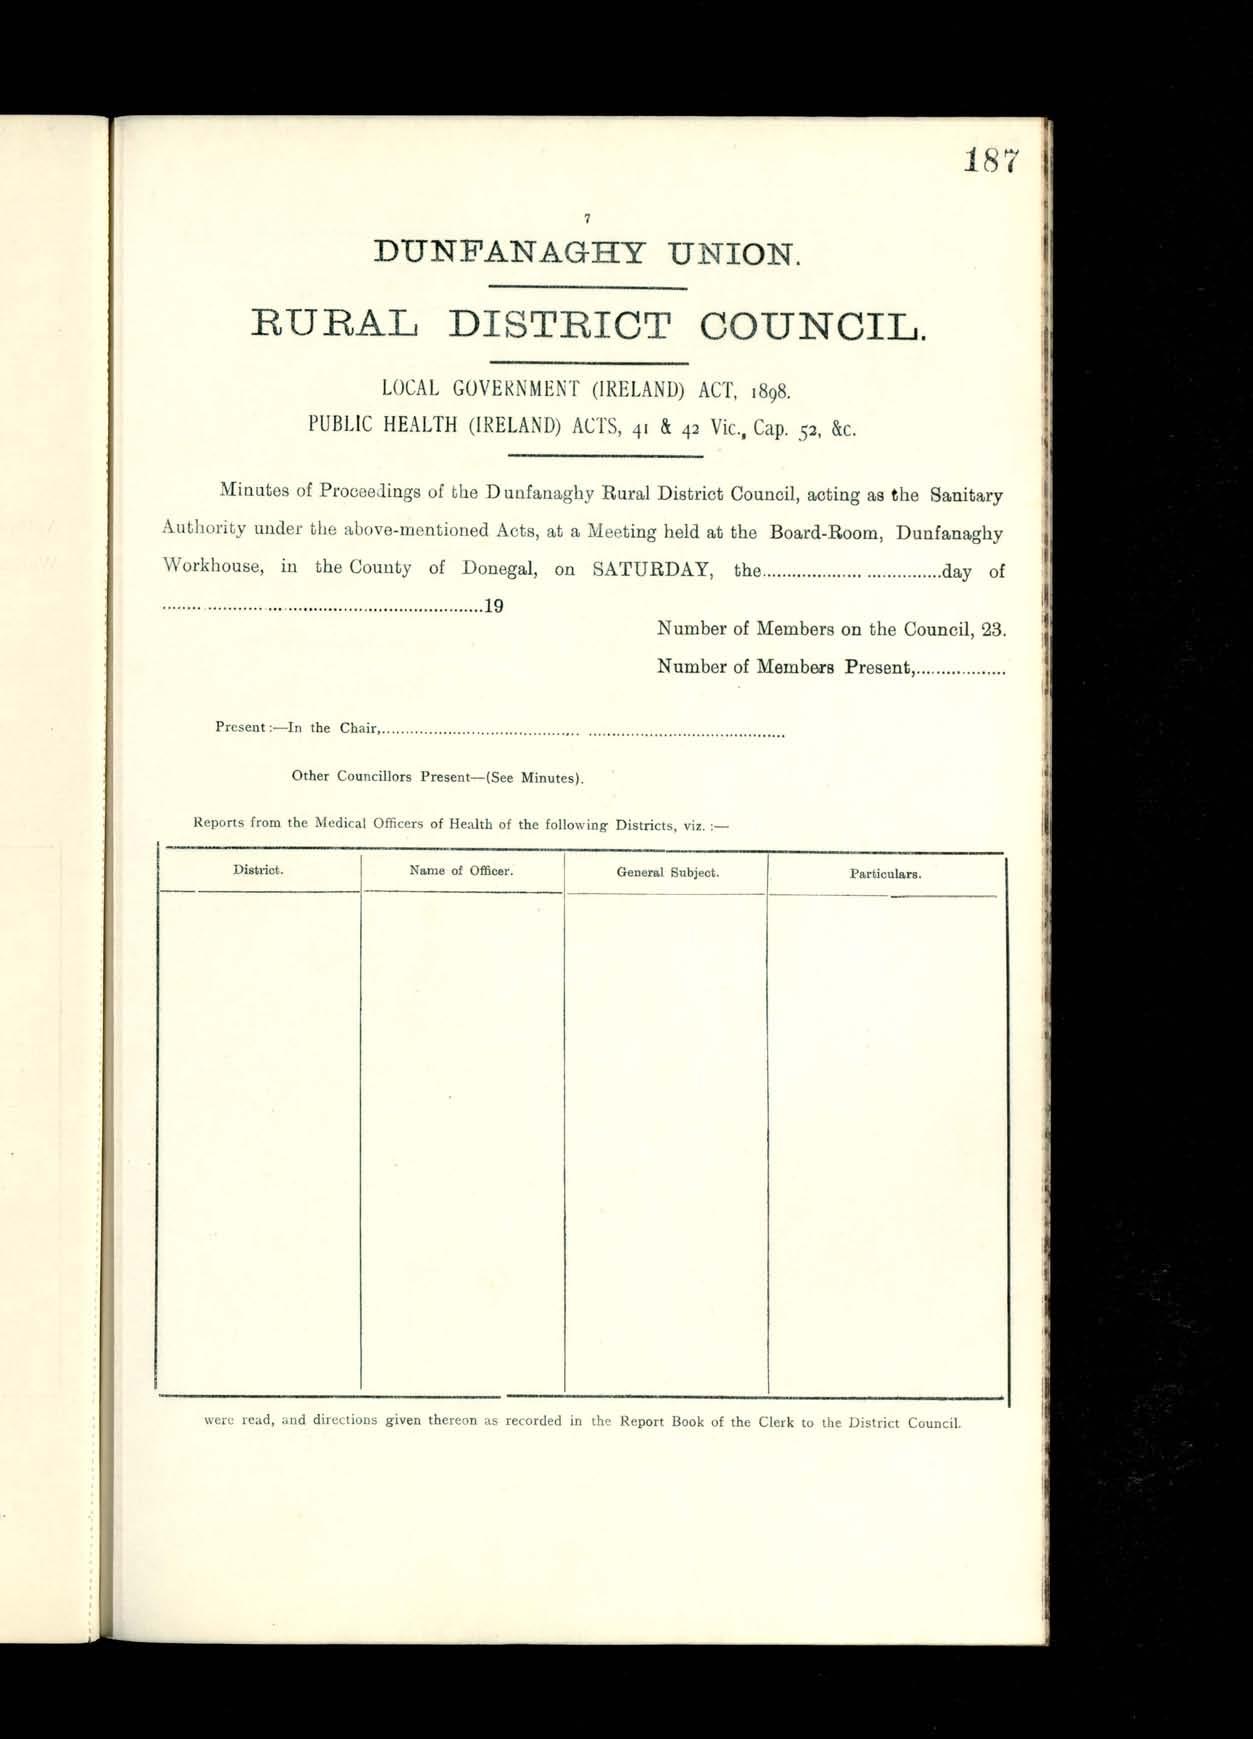 187
7
DUNFANAGHY UNION.
RURAL DISTRICT COUNCIL.
LOCAL GOVERNMENT (IRELAND) ACT, 1898.
PUBLIC HEALTH (IRELAND) ACTS, 41 & 42 Vic., Cap. 52, &c.
Minutes of Proceedings of the Dunfanaghy Rural District Council, acting as the Sanitary
Authority under the above-mentioned Acts, at a Meeting held at the Board-Room, Dunfanaghy
Workhouse, in the County of Donegal, on SATURDAY, the.................................day of
............................................................19
Number of Members on the Council, 23.
Number of Members Present,..................
Present :—In the Chair,..................................................................................
Other Councillors Present—(See Minutes).
Reports from the Medical Officers of Health of the following Districts, viz. :—
District. Name of Officer. General Subject. Particulars.
were read, and directions given thereon as recorded in the Report Book of the Clerk to the District Council.